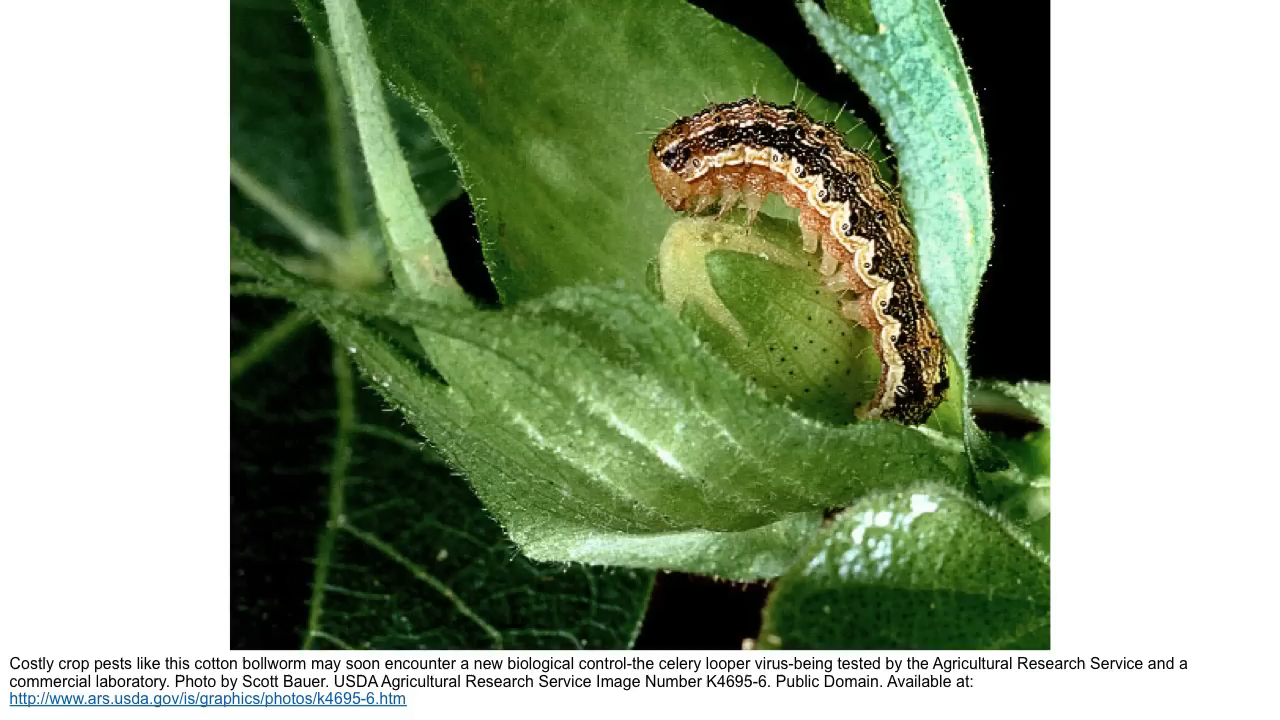 Costly crop pests like this cotton bollworm may soon encounter a new biological control-the celery looper virus-being tested by the Agricultural Research Service and a
commercial laboratory. Photo by Scott Bauer. USDA Agricultural Research Service Image Number K4695-6. Public Domain. Available at:
http://www.ars.usda.gov/is/graphics/photos/k4695-6.htm